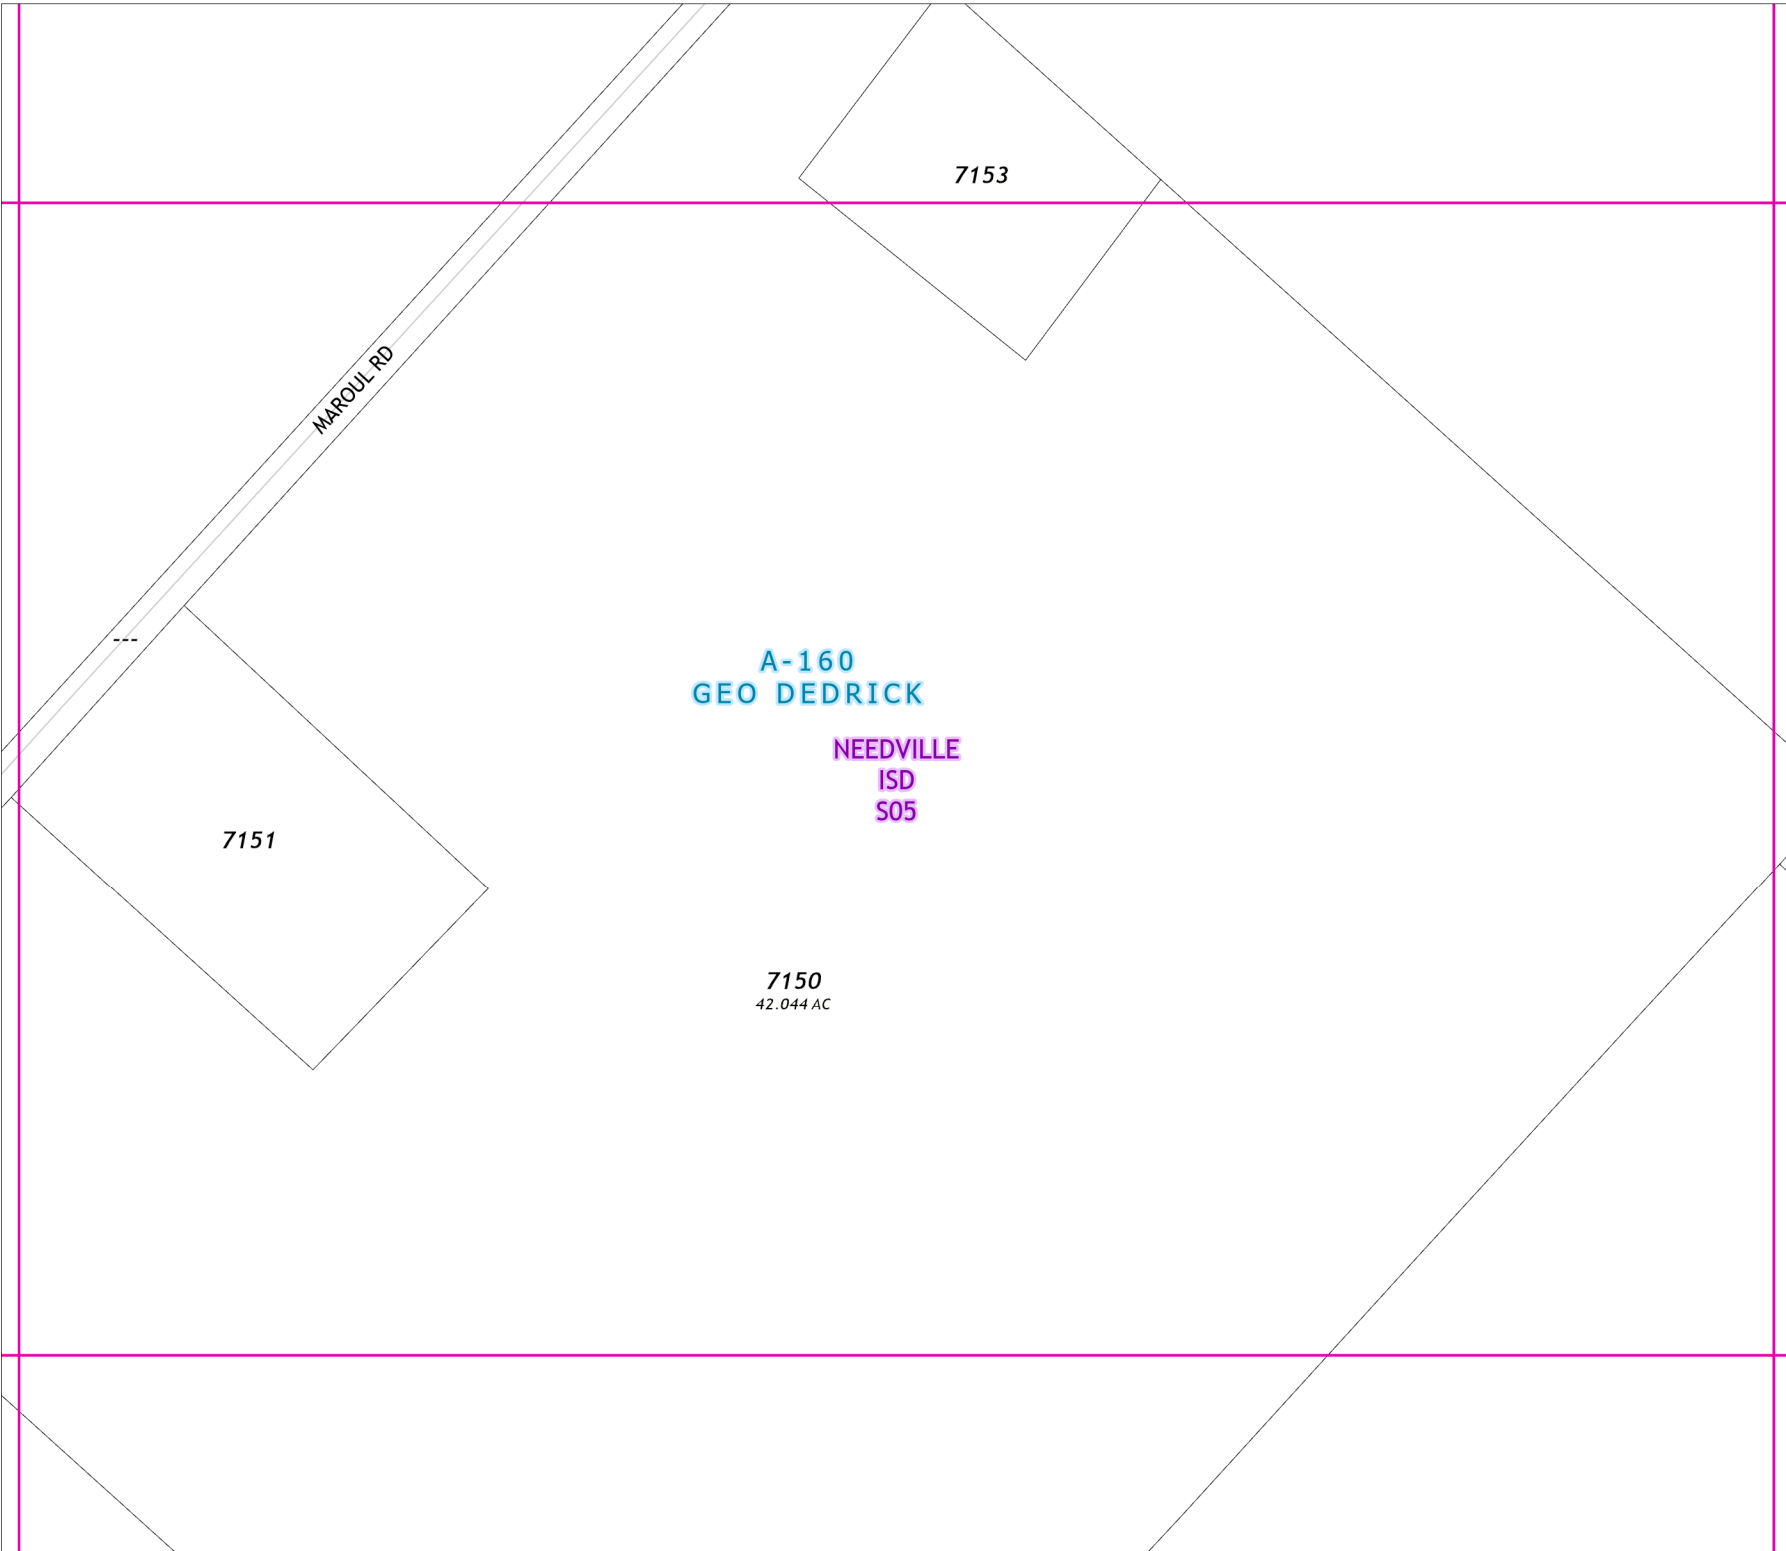 7153
MAROUL RD
---
A-160
GEO DEDRICK
NEEDVILLE
ISD
S05
7151
7150
42.044 AC